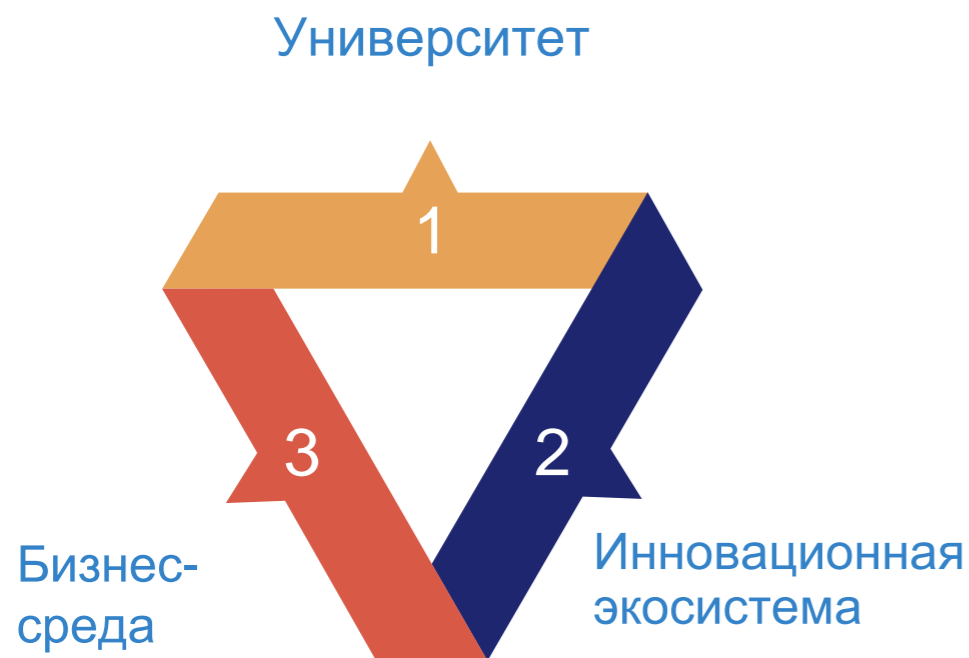 Университет
1
3
2
Бизнес-
среда
Инновационная
экосистема